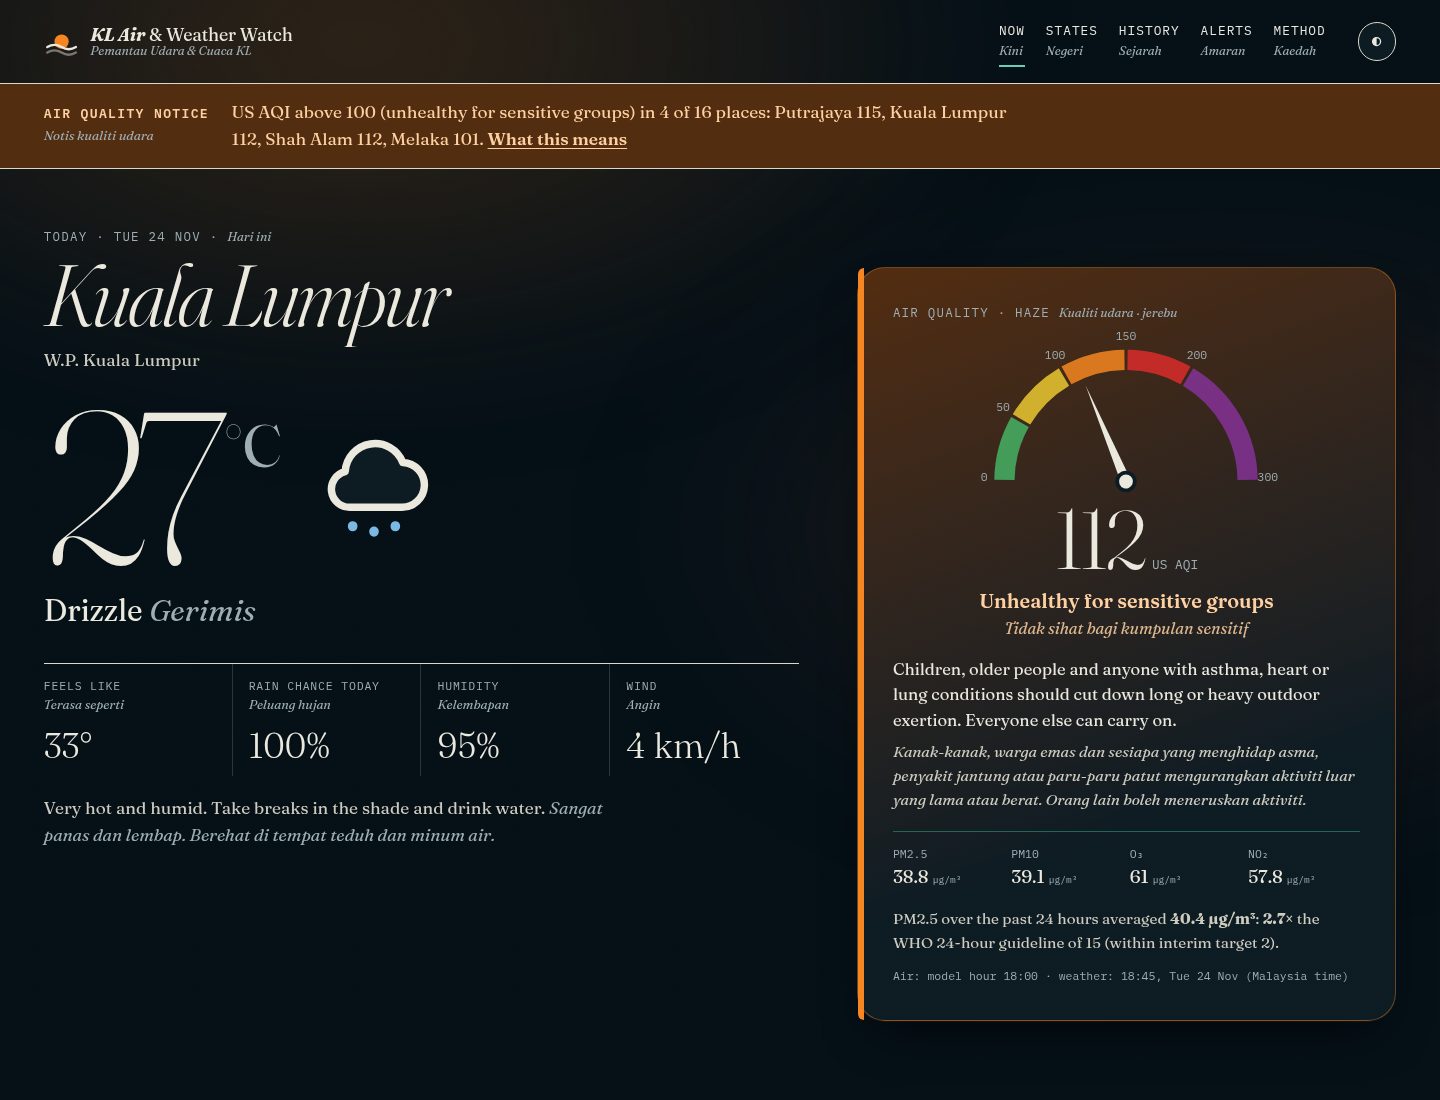 KL Air & Weather Watch
Pemantau Udara & Cuaca KL
NOW
Kini
STATES
Negeri
HISTORY
Sejarah
ALERTS
Amaran
METHOD
Kaedah
AIR QUALITY NOTICE
Notis kualiti udara
US AQI above 100 (unhealthy for sensitive groups) in 4 of 16 places: Putrajaya 115, Kuala Lumpur
112, Shah Alam 112, Melaka 101. What this means
TODAY · TUE 24 NOV · Hari ini
Kuala Lumpur
W.P. Kuala Lumpur
27°C
Drizzle Gerimis
FEELS LIKE
Terasa seperti
33°
RAIN CHANCE TODAY
Peluang hujan
100%
HUMIDITY
Kelembapan
95%
WIND
Angin
4 km/h
Very hot and humid. Take breaks in the shade and drink water. Sangat
panas dan lembap. Berehat di tempat teduh dan minum air.
AIR QUALITY · HAZE Kualiti udara · jerebu
0
50
100
150
200
300
112 US AQI
Unhealthy for sensitive groups
Tidak sihat bagi kumpulan sensitif
Children, older people and anyone with asthma, heart or
lung conditions should cut down long or heavy outdoor
exertion. Everyone else can carry on.
Kanak-kanak, warga emas dan sesiapa yang menghidap asma,
penyakit jantung atau paru-paru patut mengurangkan aktiviti luar
yang lama atau berat. Orang lain boleh meneruskan aktiviti.
PM2.5
38.8 µg/m³
PM10
39.1 µg/m³
O₃
61 µg/m³
NO₂
57.8 µg/m³
PM2.5 over the past 24 hours averaged 40.4 µg/m³: 2.7× the
WHO 24-hour guideline of 15 (within interim target 2).
Air: model hour 18:00 · weather: 18:45, Tue 24 Nov (Malaysia time)